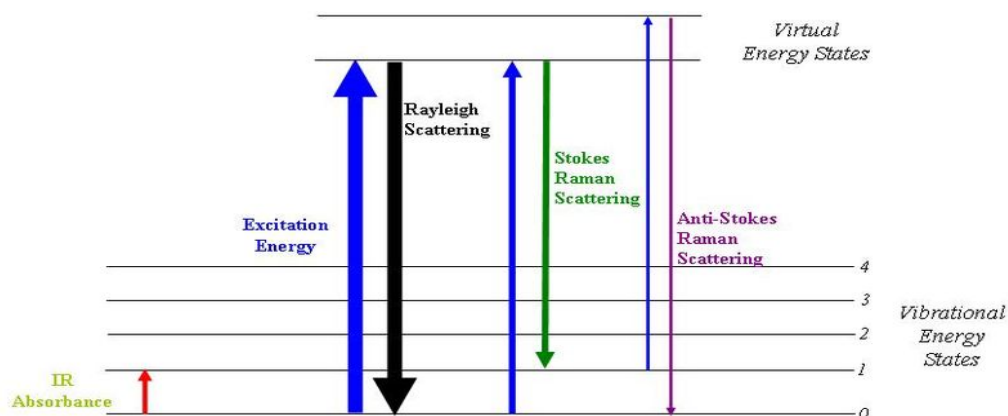 Virtual
Energy States
Rayleigh
Scattering
Stokes
Raman
Scattering
Excitation
Energy
Anti-Stokes
Raman
Scattering
4
3
2
1
0
Vibrational
Energy
States
IR
Absorbance